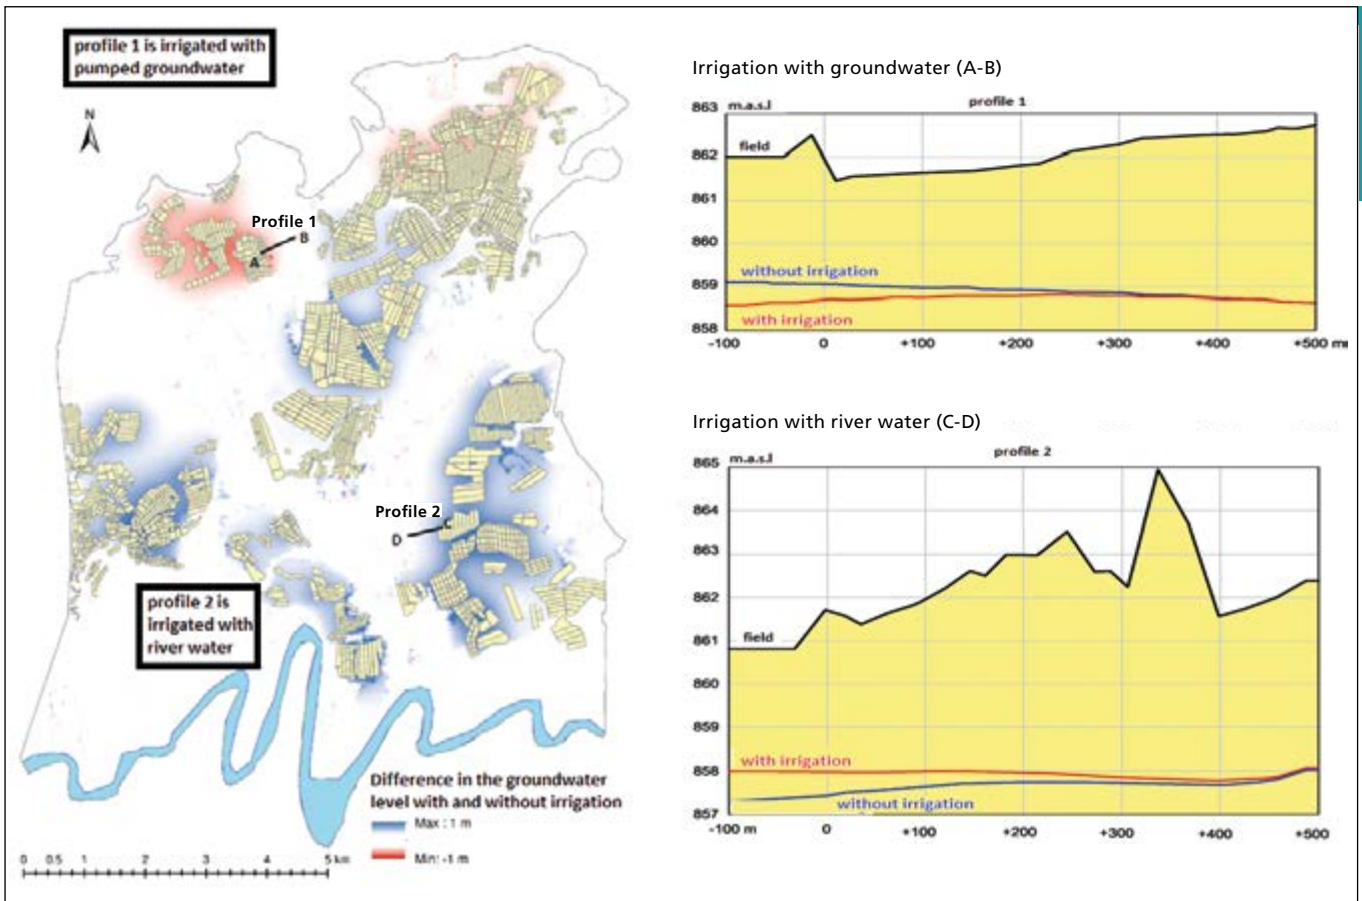 profile 1 is irrigated with
pumped groundwater
N
Profile 1
B
A
Profile 2
C
D
profile 2 is
irrigated with
river water
Difference in the groundwater
level with and without irrigation
Max : 1 m
Min: -1 m
0 0.5 1 2 3 4 5 km
Irrigation with groundwater (A-B)
863 m.a.s.l profile 1
field
862
861
860
without irrigation
859
with irrigation
858
-100 0 +100 +200 +300 +400 +500 m
Irrigation with river water (C-D)
865 m.a.s.l profile 2
864
863
862
field
861
860
859
with irrigation
858
without irrigation
857
-100 m 0 +100 +200 +300 +400 +500